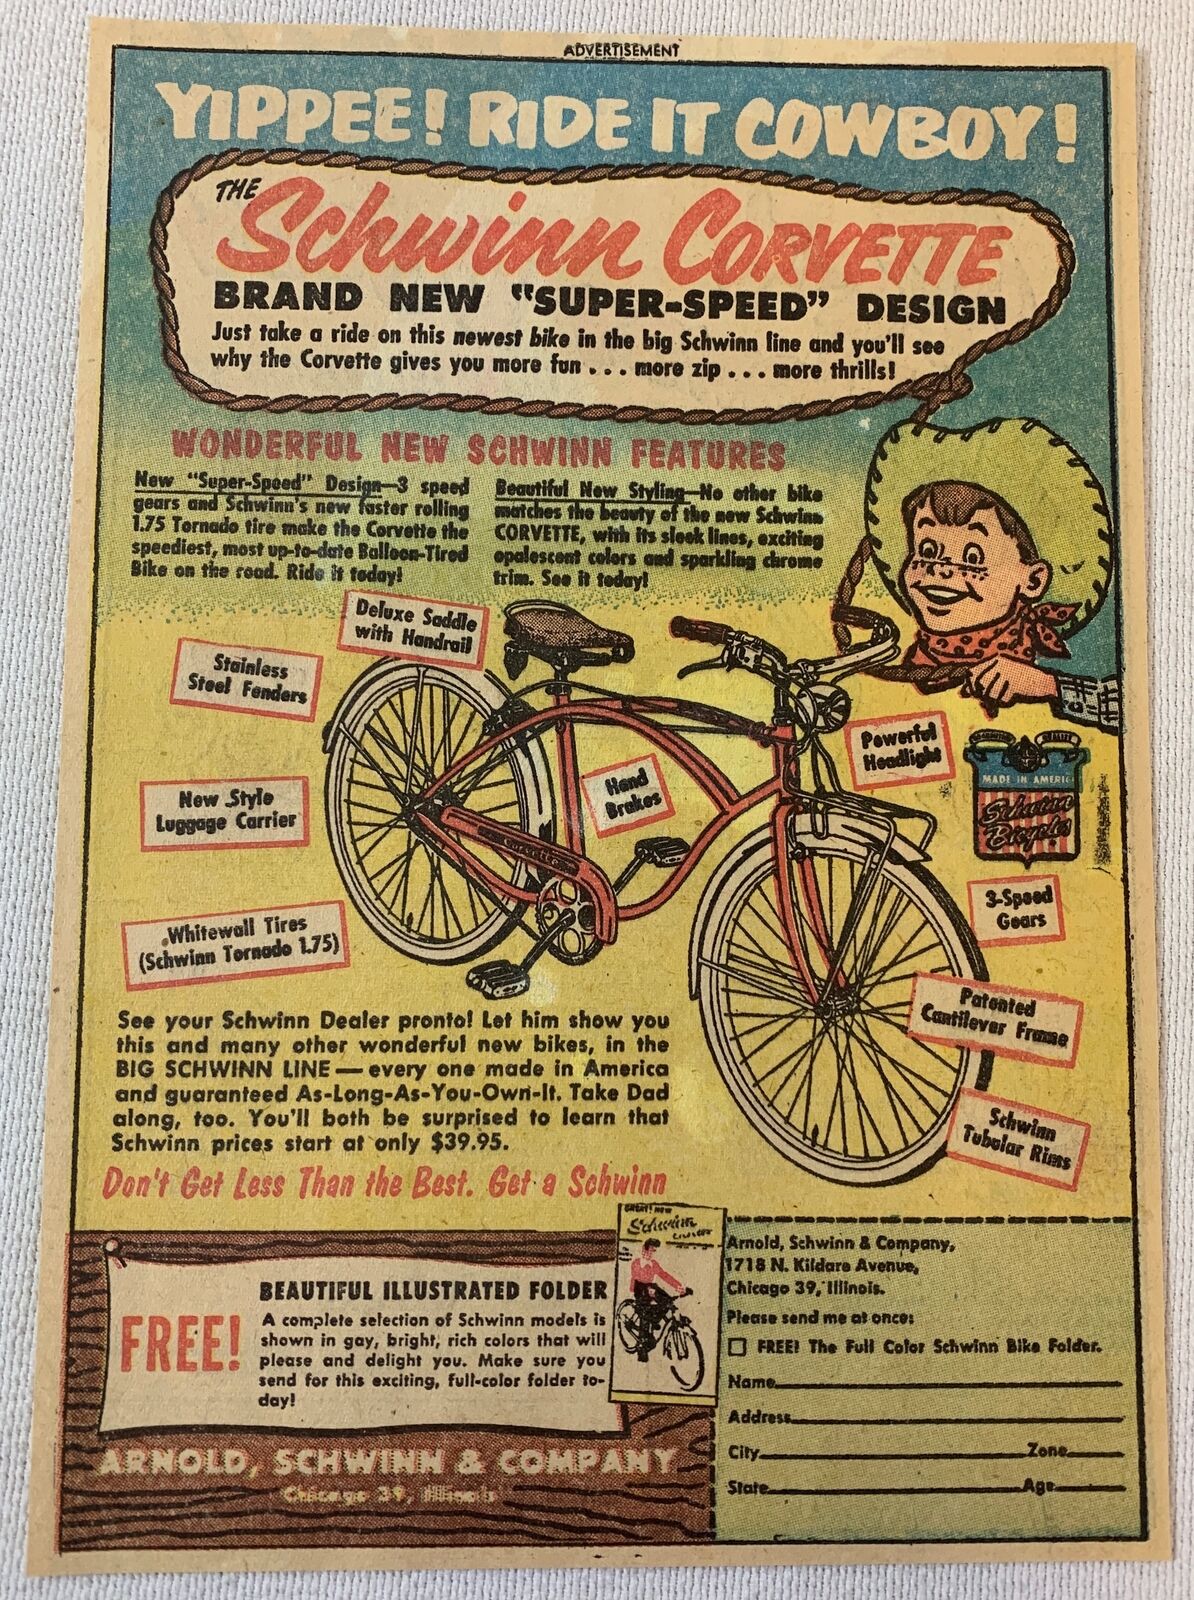 ADVERTISEMENT
YIPPEE! RIDE IT COWBOY!
THE Schwinn CORVETTE
BRAND NEW "SUPER-SPEED" DESIGN
Just take a ride on this newest bike in the big Schwinn line and you'll see
why the Corvette gives you more fun . . . more zip . . . more thrills!
WONDERFUL NEW SCHWINN FEATURES
New "Super-Speed" Design—3 speed
gears and Schwinn's new faster rolling
1.75 Tornado tire make the Corvette the
speediest, most up-to-date Balloon-Tired
Bike on the road. Ride it today!
Beautiful New Styling—No other bike
matches the beauty of the new Schwinn
CORVETTE, with its sleek lines, exciting
opalescent colors and sparkling chrome
trim. See it today!
Deluxe Saddle
with Handrail
Stainless
Steel Fenders
New Style
Luggage Carrier
Whitewall Tires
(Schwinn Tornado 1.75)
Hand
Brakes
Corvette
Powerful
Headlight
MADE IN AMERICA
Schwinn
Bicycles
3-Speed
Gears
Patented
Cantilever Frame
Schwinn
Tubular Rims
See your Schwinn Dealer pronto! Let him show you
this and many other wonderful new bikes, in the
BIG SCHWINN LINE — every one made in America
and guaranteed As-Long-As-You-Own-It. Take Dad
along, too. You'll both be surprised to learn that
Schwinn prices start at only $39.95.
Don't Get Less Than the Best. Get a Schwinn
FREE!
BEAUTIFUL ILLUSTRATED FOLDER
A complete selection of Schwinn models is
shown in gay, bright, rich colors that will
please and delight you. Make sure you
send for this exciting, full-color folder to-
day!
Schwinn
ARNOLD, SCHWINN & COMPANY
Chicago 39, Illinois
Arnold, Schwinn & Company,
1718 N. Kildare Avenue,
Chicago 39, Illinois.
Please send me at once:
FREE! The Full Color Schwinn Bike Folder.
Name
Address
City Zone
State Age